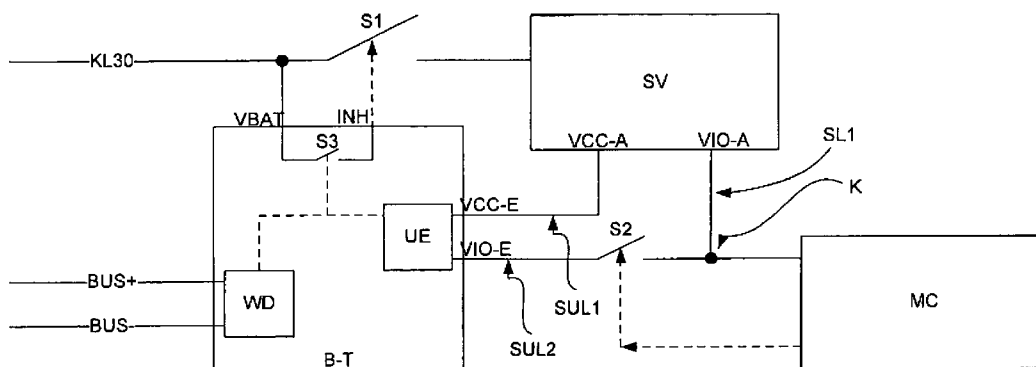 S1
KL30
SV
VBAT
INH
S3
VCC-A
VIO-A
SL1
K
VCC-E
UE
S2
VIO-E
BUS+
WD
MC
BUS-
SUL1
SUL2
B-T